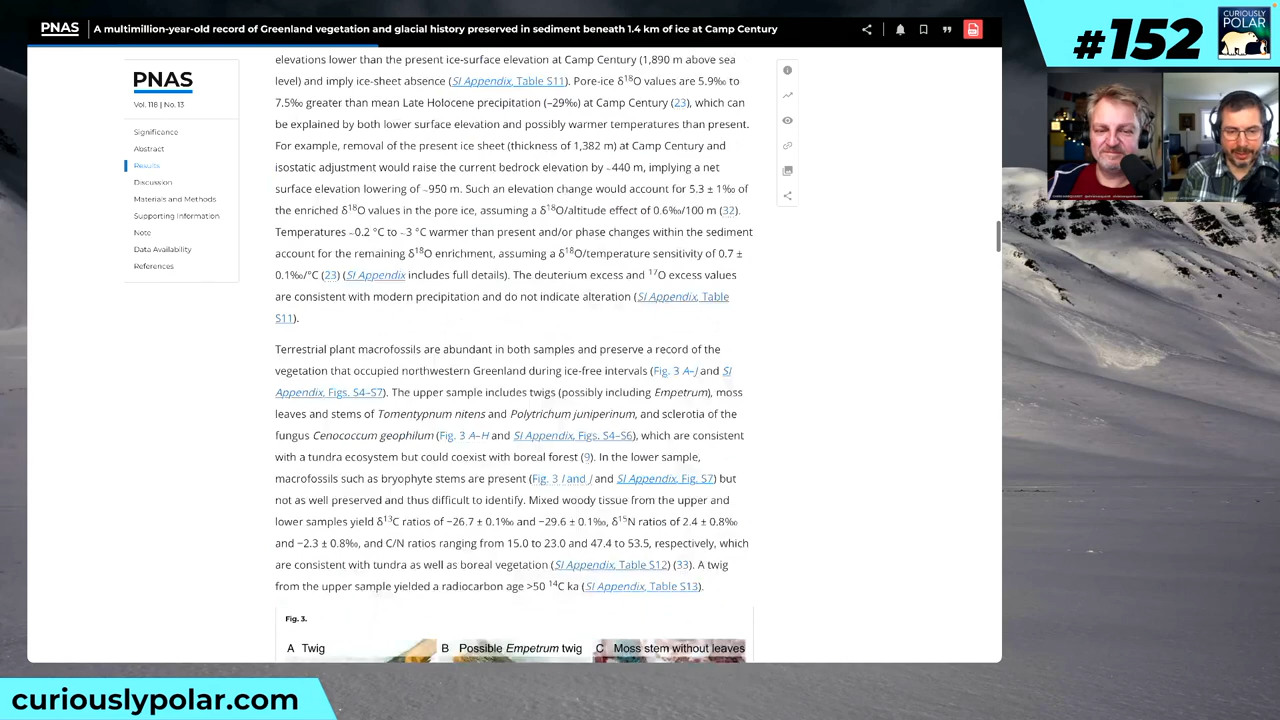 PNAS
A multimillion-year-old record of Greenland vegetation and glacial history preserved in sediment beneath 1.4 km of ice at Camp Century
#152
CURIOUSLY
POLAR
PNAS
Vol. 118 | No. 13
Significance
Abstract
Results
Discussion
Materials and Methods
Supporting Information
Note
Data Availability
References
elevations lower than the present ice-surface elevation at Camp Century (1,890 m above sea
level) and imply ice-sheet absence (SI Appendix, Table S11). Pore-ice δ18O values are 5.9‰ to
7.5‰ greater than mean Late Holocene precipitation (–29‰) at Camp Century (23), which can
be explained by both lower surface elevation and possibly warmer temperatures than present.
For example, removal of the present ice sheet (thickness of 1,382 m) at Camp Century and
isostatic adjustment would raise the current bedrock elevation by ~440 m, implying a net
surface elevation lowering of ~950 m. Such an elevation change would account for 5.3 ± 1‰ of
the enriched δ18O values in the pore ice, assuming a δ18O/altitude effect of 0.6‰/100 m (32).
Temperatures ~0.2 °C to ~3 °C warmer than present and/or phase changes within the sediment
account for the remaining δ18O enrichment, assuming a δ18O/temperature sensitivity of 0.7 ±
0.1‰/°C (23) (SI Appendix includes full details). The deuterium excess and 17O excess values
are consistent with modern precipitation and do not indicate alteration (SI Appendix, Table
S11).
Terrestrial plant macrofossils are abundant in both samples and preserve a record of the
vegetation that occupied northwestern Greenland during ice-free intervals (Fig. 3 A–J and SI
Appendix, Figs. S4–S7). The upper sample includes twigs (possibly including Empetrum), moss
leaves and stems of Tomentypnum nitens and Polytrichum juniperinum, and sclerotia of the
fungus Cenococcum geophilum (Fig. 3 A–H and SI Appendix, Figs. S4–S6), which are consistent
with a tundra ecosystem but could coexist with boreal forest (9). In the lower sample,
macrofossils such as bryophyte stems are present (Fig. 3 I and J and SI Appendix, Fig. S7) but
not as well preserved and thus difficult to identify. Mixed woody tissue from the upper and
lower samples yield δ13C ratios of −26.7 ± 0.1‰ and −29.6 ± 0.1‰, δ15N ratios of 2.4 ± 0.8‰
and −2.3 ± 0.8‰, and C/N ratios ranging from 15.0 to 23.0 and 47.4 to 53.5, respectively, which
are consistent with tundra as well as boreal vegetation (SI Appendix, Table S12) (33). A twig
from the upper sample yielded a radiocarbon age >50 14C ka (SI Appendix, Table S13).
Fig. 3.
A Twig
B Possible Empetrum twig
C Moss stem without leaves
curiouslypolar.com